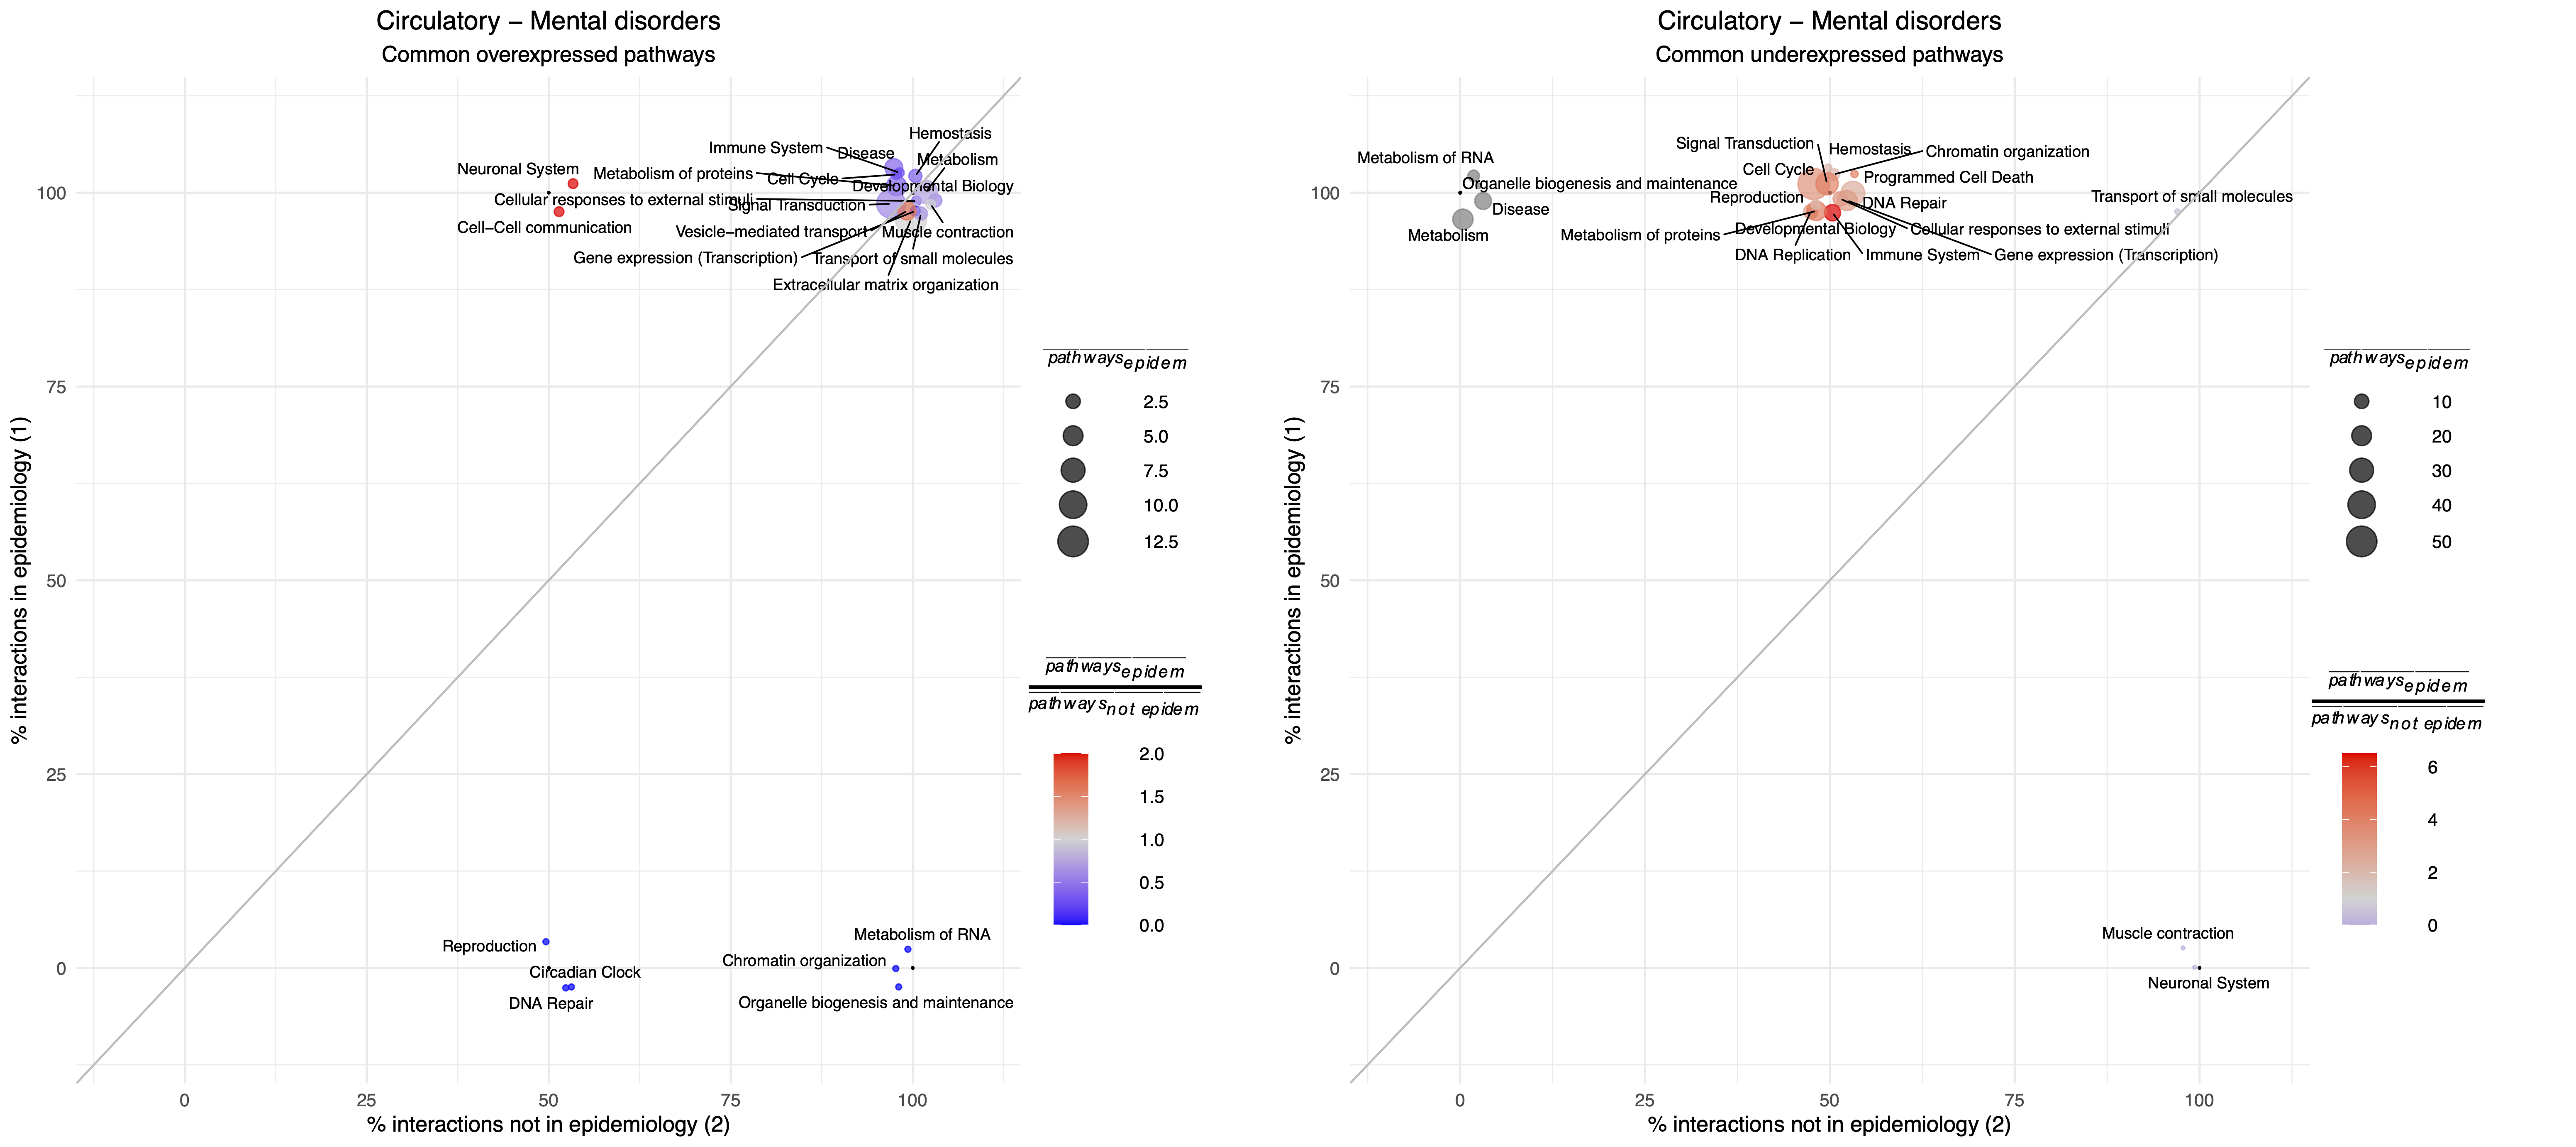 Circulatory – Mental disorders
Common overexpressed pathways
Hemostasis
Immune System
Disease
Metabolism
Neuronal System
Metabolism of proteins
Cell Cycle
Developmental Biology
Cellular responses to external stimuli
Signal Transduction
Cell–Cell communication
Vesicle–mediated transport
Muscle contraction
Gene expression (Transcription)
Transport of small molecules
Extracellular matrix organization
Reproduction
Circadian Clock
DNA Repair
Metabolism of RNA
Chromatin organization
Organelle biogenesis and maintenance
100
75
50
25
0
% interactions in epidemiology (1)
0 25 50 75 100
% interactions not in epidemiology (2)
pathways epidem
2.5
5.0
7.5
10.0
12.5
pathways epidem
pathways not epidem
2.0
1.5
1.0
0.5
0.0
Circulatory – Mental disorders
Common underexpressed pathways
Signal Transduction
Hemostasis
Chromatin organization
Metabolism of RNA
Cell Cycle
Programmed Cell Death
Organelle biogenesis and maintenance
Reproduction
DNA Repair
Transport of small molecules
Disease
Metabolism
Metabolism of proteins
Developmental Biology
Cellular responses to external stimuli
DNA Replication
Immune System
Gene expression (Transcription)
Muscle contraction
Neuronal System
100
75
50
25
0
% interactions in epidemiology (1)
0 25 50 75 100
% interactions not in epidemiology (2)
pathways epidem
10
20
30
40
50
pathways epidem
pathways not epidem
6
4
2
0